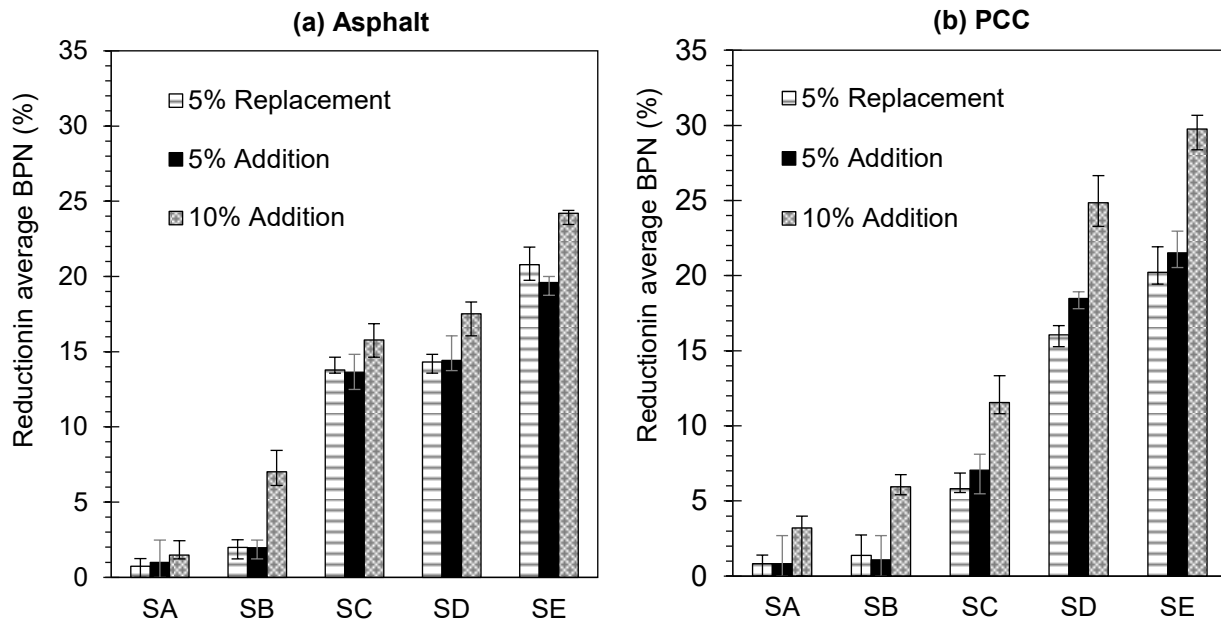 (a) Asphalt
Reductionin average BPN (%)
35
30
25
20
15
10
5
0
5% Replacement
5% Addition
10% Addition
SA SB SC SD SE
(b) PCC
Reductionin average BPN (%)
35
30
25
20
15
10
5
0
5% Replacement
5% Addition
10% Addition
SA SB SC SD SE